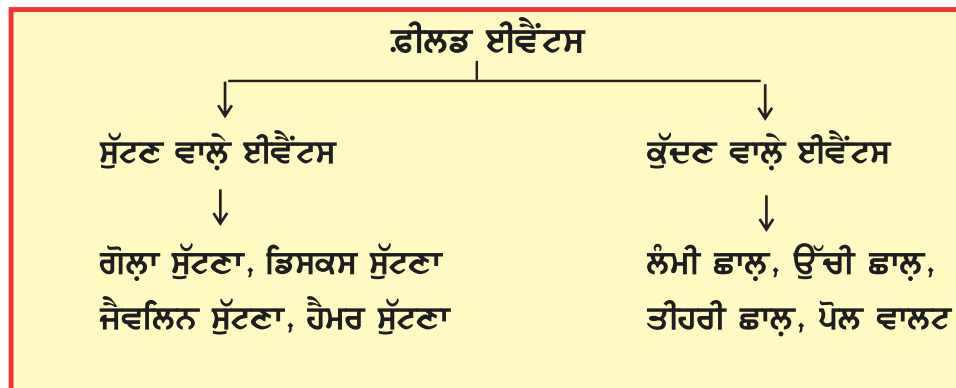 ਫ਼ੀਲਡ ਈਵੈਂਟਸ
ਸੁੱਟਣ ਵਾਲ਼ੇ ਈਵੈਂਟਸ
ਕੁੱਦਣ ਵਾਲ਼ੇ ਈਵੈਂਟਸ
ਗੋਲ਼ਾ ਸੁੱਟਣਾ, ਡਿਸਕਸ ਸੁੱਟਣਾ
ਜੈਵਲਿਨ ਸੁੱਟਣਾ, ਹੈਮਰ ਸੁੱਟਣਾ
ਲੰਮੀ ਛਾਲ਼, ਉੱਚੀ ਛਾਲ਼,
ਤੀਹਰੀ ਛਾਲ਼, ਪੋਲ ਵਾਲਟ